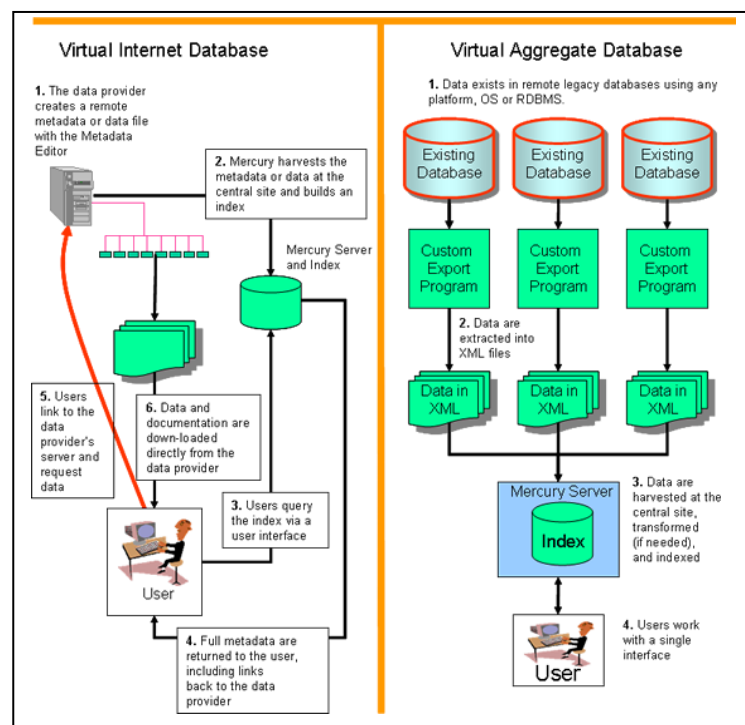 Virtual Internet Database
1. The data provider
creates a remote
metadata or data file
with the Metadata
Editor
2. Mercury harvests the
metadata or data at the
central site and builds an
index
Mercury Server
and Index
5. Users
link to the
data
provider's
server and
request
data
6. Data and
documentation are
down-loaded
directly from the
data provider
3. Users query
the index via a
user interface
User
4. Full metadata are
returned to the user,
including links
back to the data
provider
Virtual Aggregate Database
1. Data exists in remote legacy databases using any
platform, OS or RDBMS.
Existing
Database
Existing
Database
Existing
Database
Custom
Export
Program
Custom
Export
Program
Custom
Export
Program
2. Data are
extracted into
XML files
Data in
XML
Data in
XML
Data in
XML
Mercury Server
Index
3. Data are
harvested at the
central site,
transformed
(if needed),
and indexed
4. Users work
with a single
interface
User